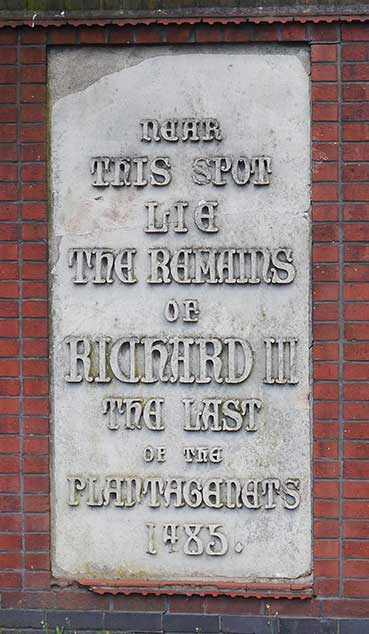 NEAR
THIS SPOT
LIE
THE REMAINS
OF
RICHARD III
THE LAST
OF THE
PLANTAGENETS
1485.